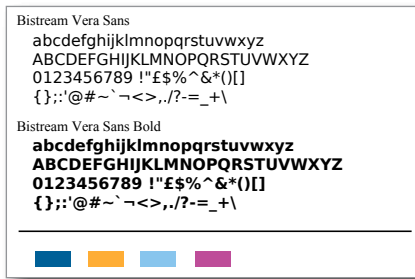 Bistream Vera Sans
abcdefghijklmnopqrstuvwxyz
ABCDEFGHIJKLMNOPQRSTUVWXYZ
0123456789 !"£$%^&*()[]
{};:'@#~`¬<>,./?-=_+\
Bistream Vera Sans Bold
abcdefghijklmnopqrstuvwxyz
ABCDEFGHIJKLMNOPQRSTUVWXYZ
0123456789 !"£$%^&*()[]
{};:'@#~`¬<>,./?-=_+\